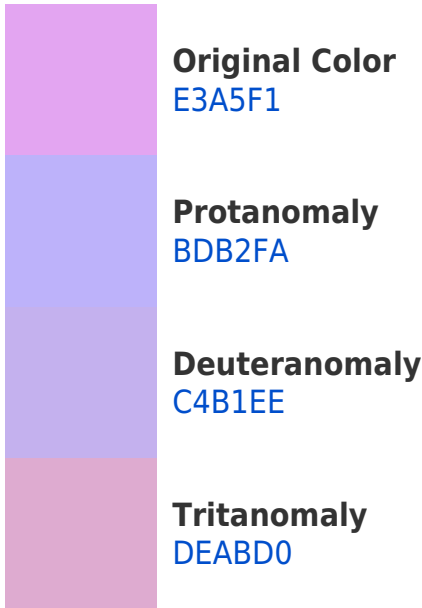 Original Color
E3A5F1
Protanomaly
BDB2FA
Deuteranomaly
C4B1EE
Tritanomaly
DEABD0